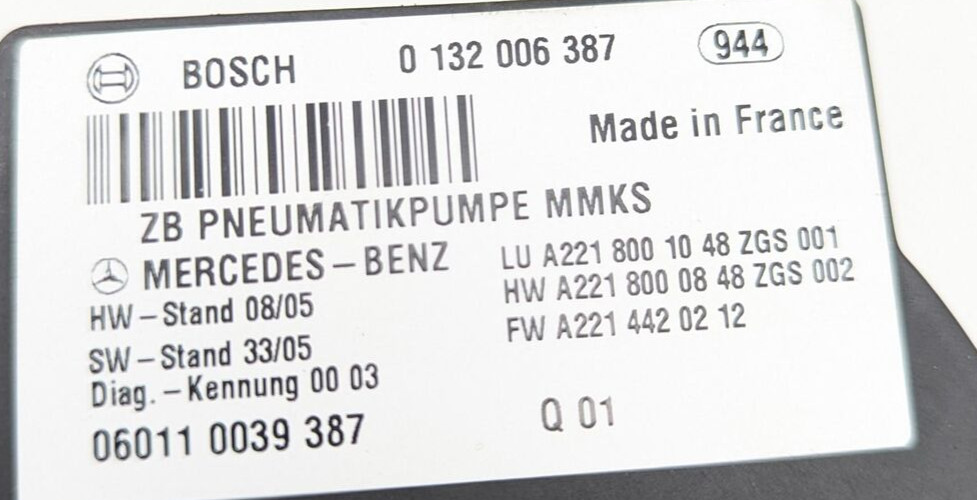 BOSCH 0 132 006 387 944
Made in France
ZB PNEUMATIKPUMPE MMKS
MERCEDES-BENZ
LU A221 800 10 48 ZGS 001
HW A221 800 08 48 ZGS 002
FW A221 442 02 12
HW-Stand 08/05
SW-Stand 33/05
Diag.-Kennung 00 03
06011 0039 387
Q 01